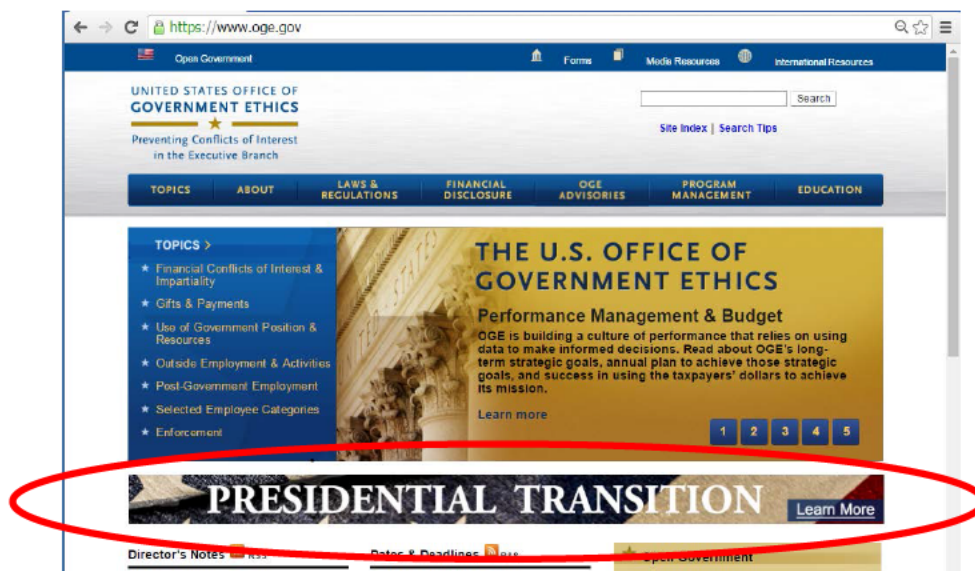 https://www.oge.gov
Open Government
Forms
Media Resources
International Resources
UNITED STATES OFFICE OF
GOVERNMENT ETHICS
Preventing Conflicts of Interest
in the Executive Branch
Search
Site Index | Search Tips
TOPICS
ABOUT
LAWS &
REGULATIONS
FINANCIAL
DISCLOSURE
OGE
ADVISORIES
PROGRAM
MANAGEMENT
EDUCATION
TOPICS >
Financial Conflicts of Interest &
Impartiality
Gifts & Payments
Use of Government Position &
Resources
Outside Employment & Activities
Post-Government Employment
Selected Employee Categories
Enforcement
THE U.S. OFFICE OF
GOVERNMENT ETHICS
Performance Management & Budget
OGE is building a culture of performance that relies on using
data to make informed decisions. Read about OGE's long-
term strategic goals, annual plan to achieve those strategic
goals, and success in using the taxpayers' dollars to achieve
its mission.
Learn more
1 2 3 4 5
PRESIDENTIAL TRANSITION
Learn More
Director's Notes RSS
Dates & Deadlines RSS
Open Government